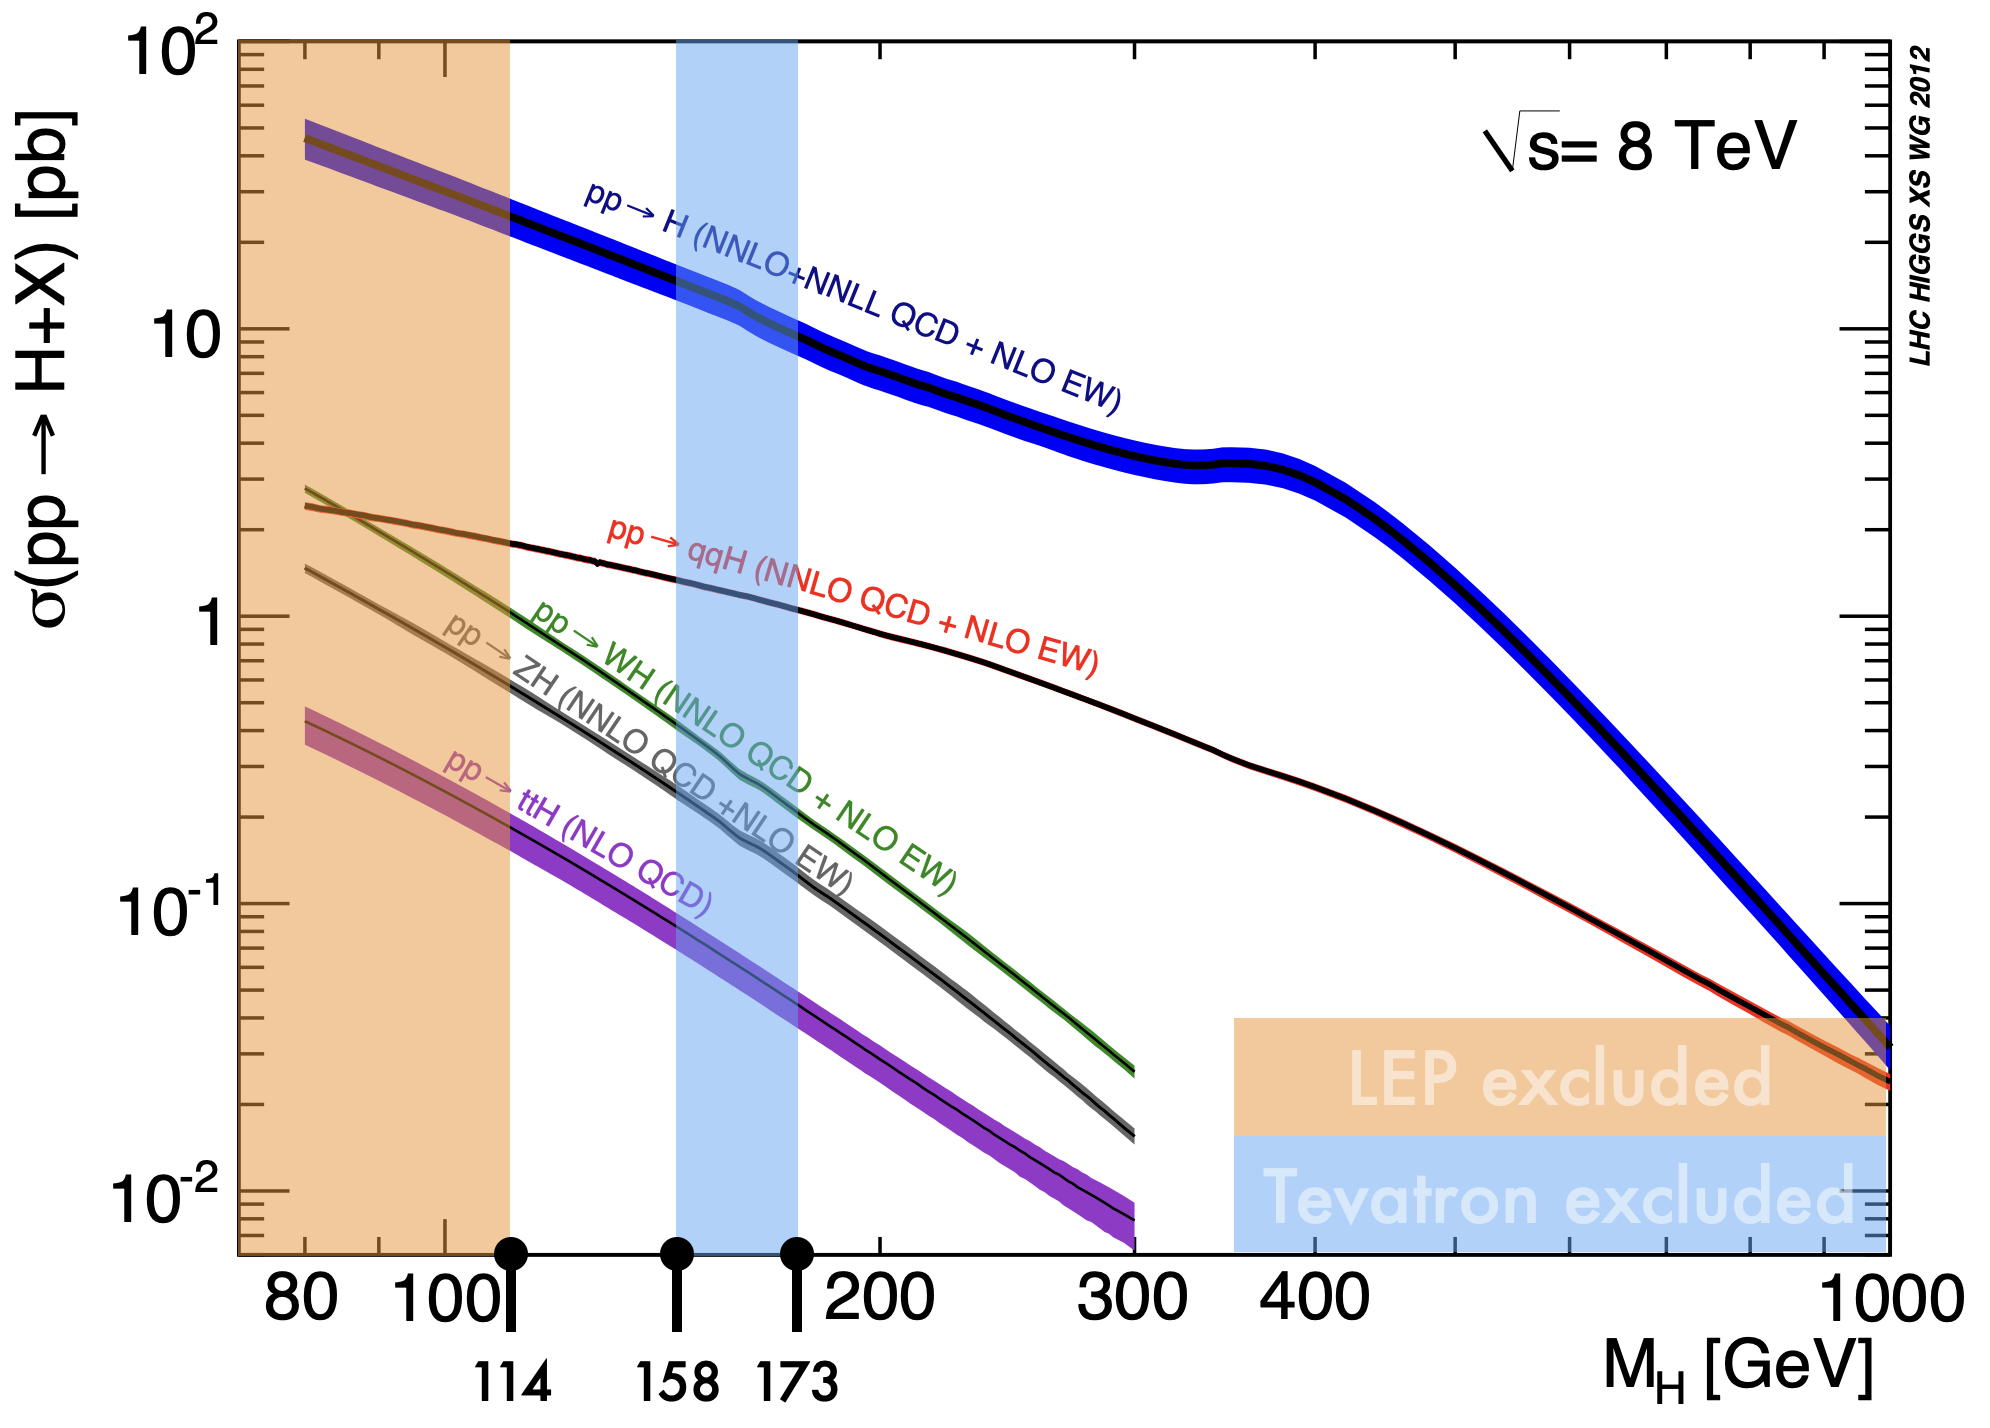 σ(pp → H+X) [pb]
10²
10
1
10⁻¹
10⁻²
√s= 8 TeV
LHC HIGGS XS WG 2012
pp → H (NNLO+NNLL QCD + NLO EW)
pp → qqH (NNLO QCD + NLO EW)
pp → WH (NNLO QCD + NLO EW)
pp → ZH (NNLO QCD +NLO EW)
pp → ttH (NLO QCD)
LEP excluded
Tevatron excluded
80 100 200 300 400 1000
114 158 173
M_H [GeV]